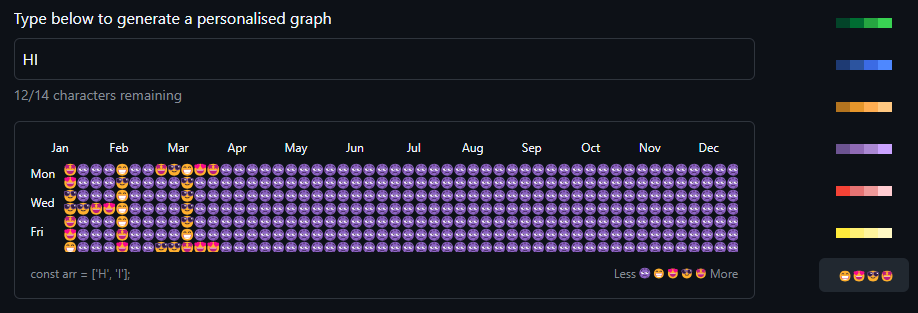 Type below to generate a personalised graph
HI
12/14 characters remaining
Jan Feb Mar Apr May Jun Jul Aug Sep Oct Nov Dec
Mon
Wed
Fri
const arr = ['H', 'I'];
Less More